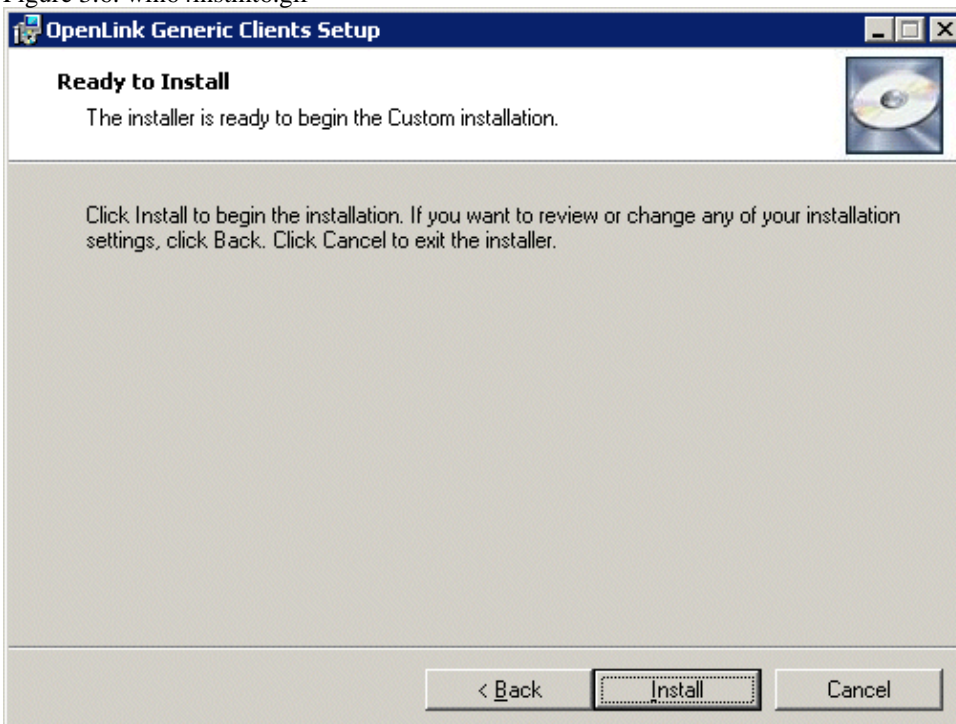 OpenLink Generic Clients Setup
Ready to Install
The installer is ready to begin the Custom installation.
Click Install to begin the installation. If you want to review or change any of your installation
settings, click Back. Click Cancel to exit the installer.
< Back Install Cancel